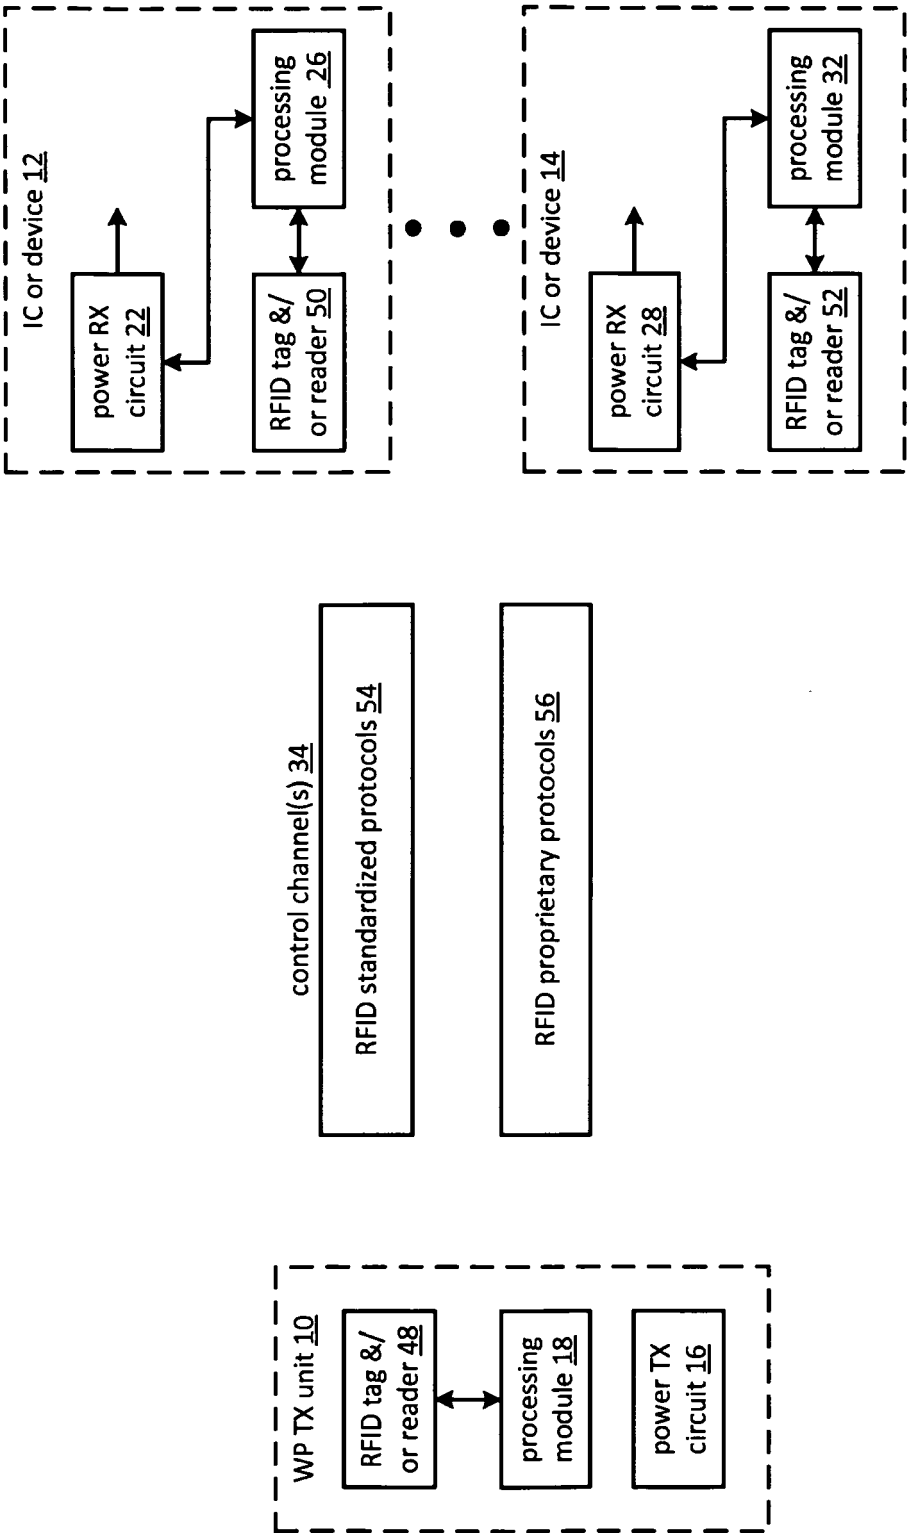 WP TX unit 10
RFID tag &/
or reader 48
processing
module 18
power TX
circuit 16
control channel(s) 34
RFID standardized protocols 54
RFID proprietary protocols 56
IC or device 12
power RX
circuit 22
RFID tag &/
or reader 50
processing
module 26
IC or device 14
power RX
circuit 28
RFID tag &/
or reader 52
processing
module 32